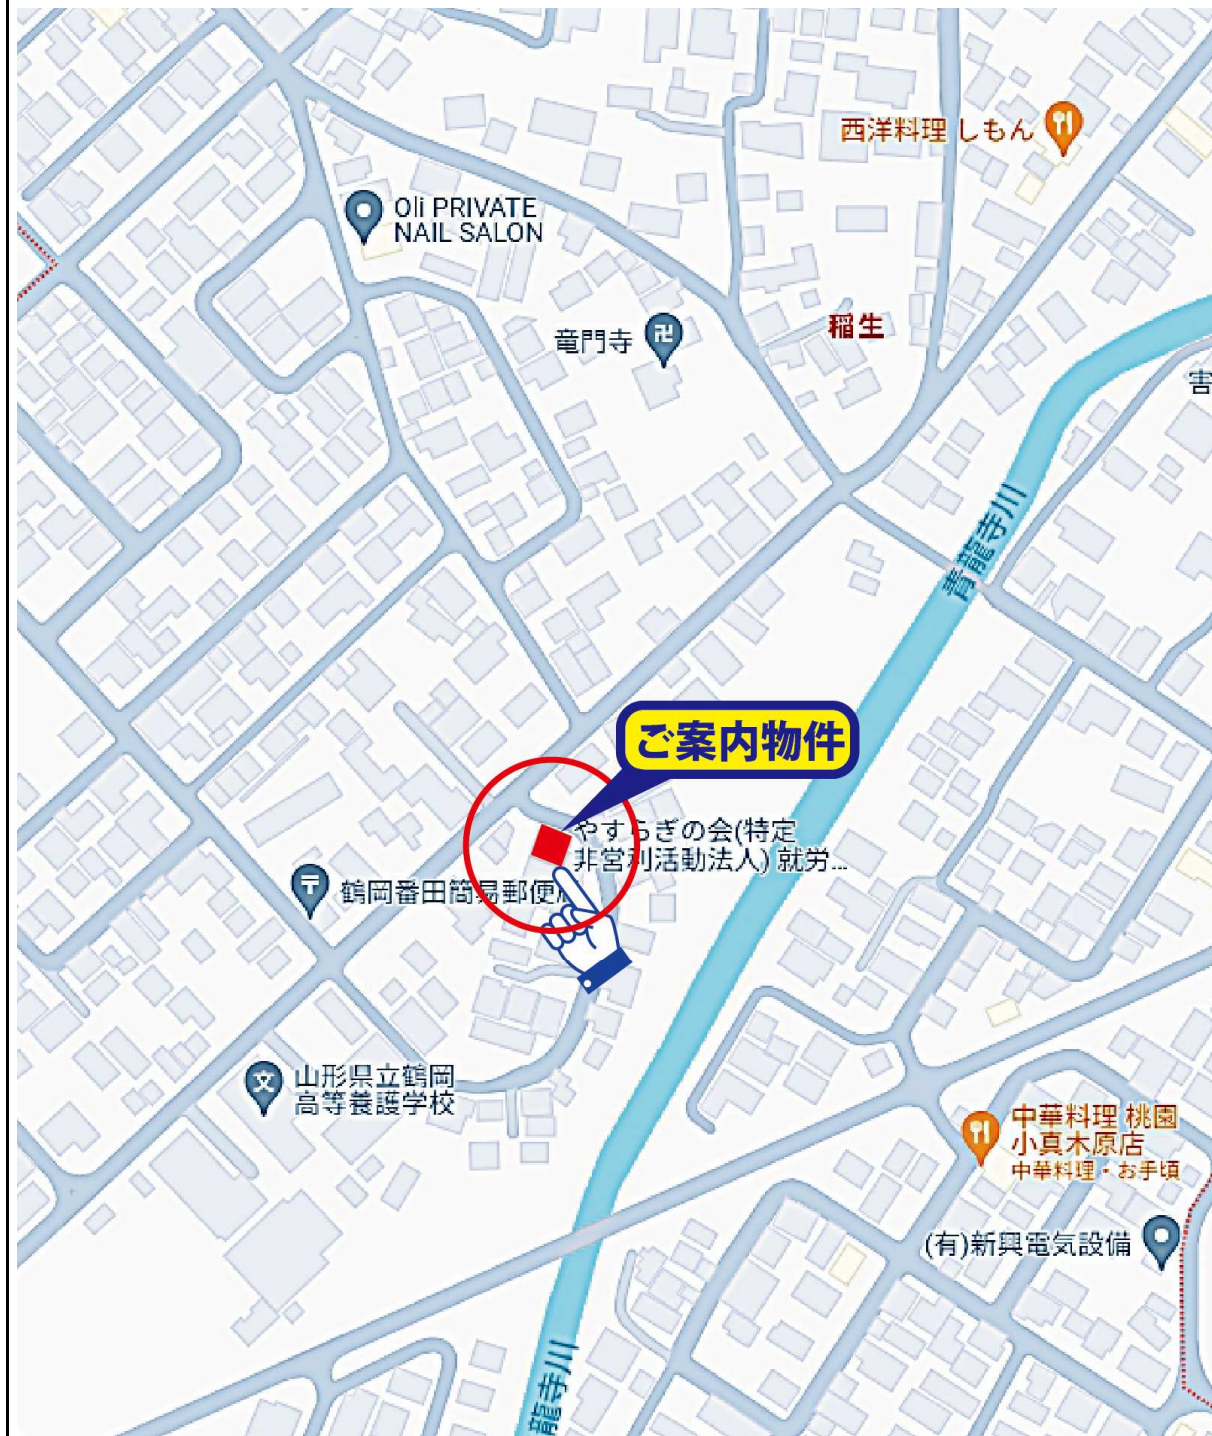 西洋料理 しもん
Oli PRIVATE
NAIL SALON
竜門寺
卍
稲生
害
青龍寺川
ご案内物件
やすらぎの会(特定
非営利活動法人) 就労...
〒
鶴岡番田簡易郵便
文
山形県立鶴岡
高等養護学校
中華料理 桃園
小真木原店
中華料理・お手頃
(有)新興電気設備
龍寺川